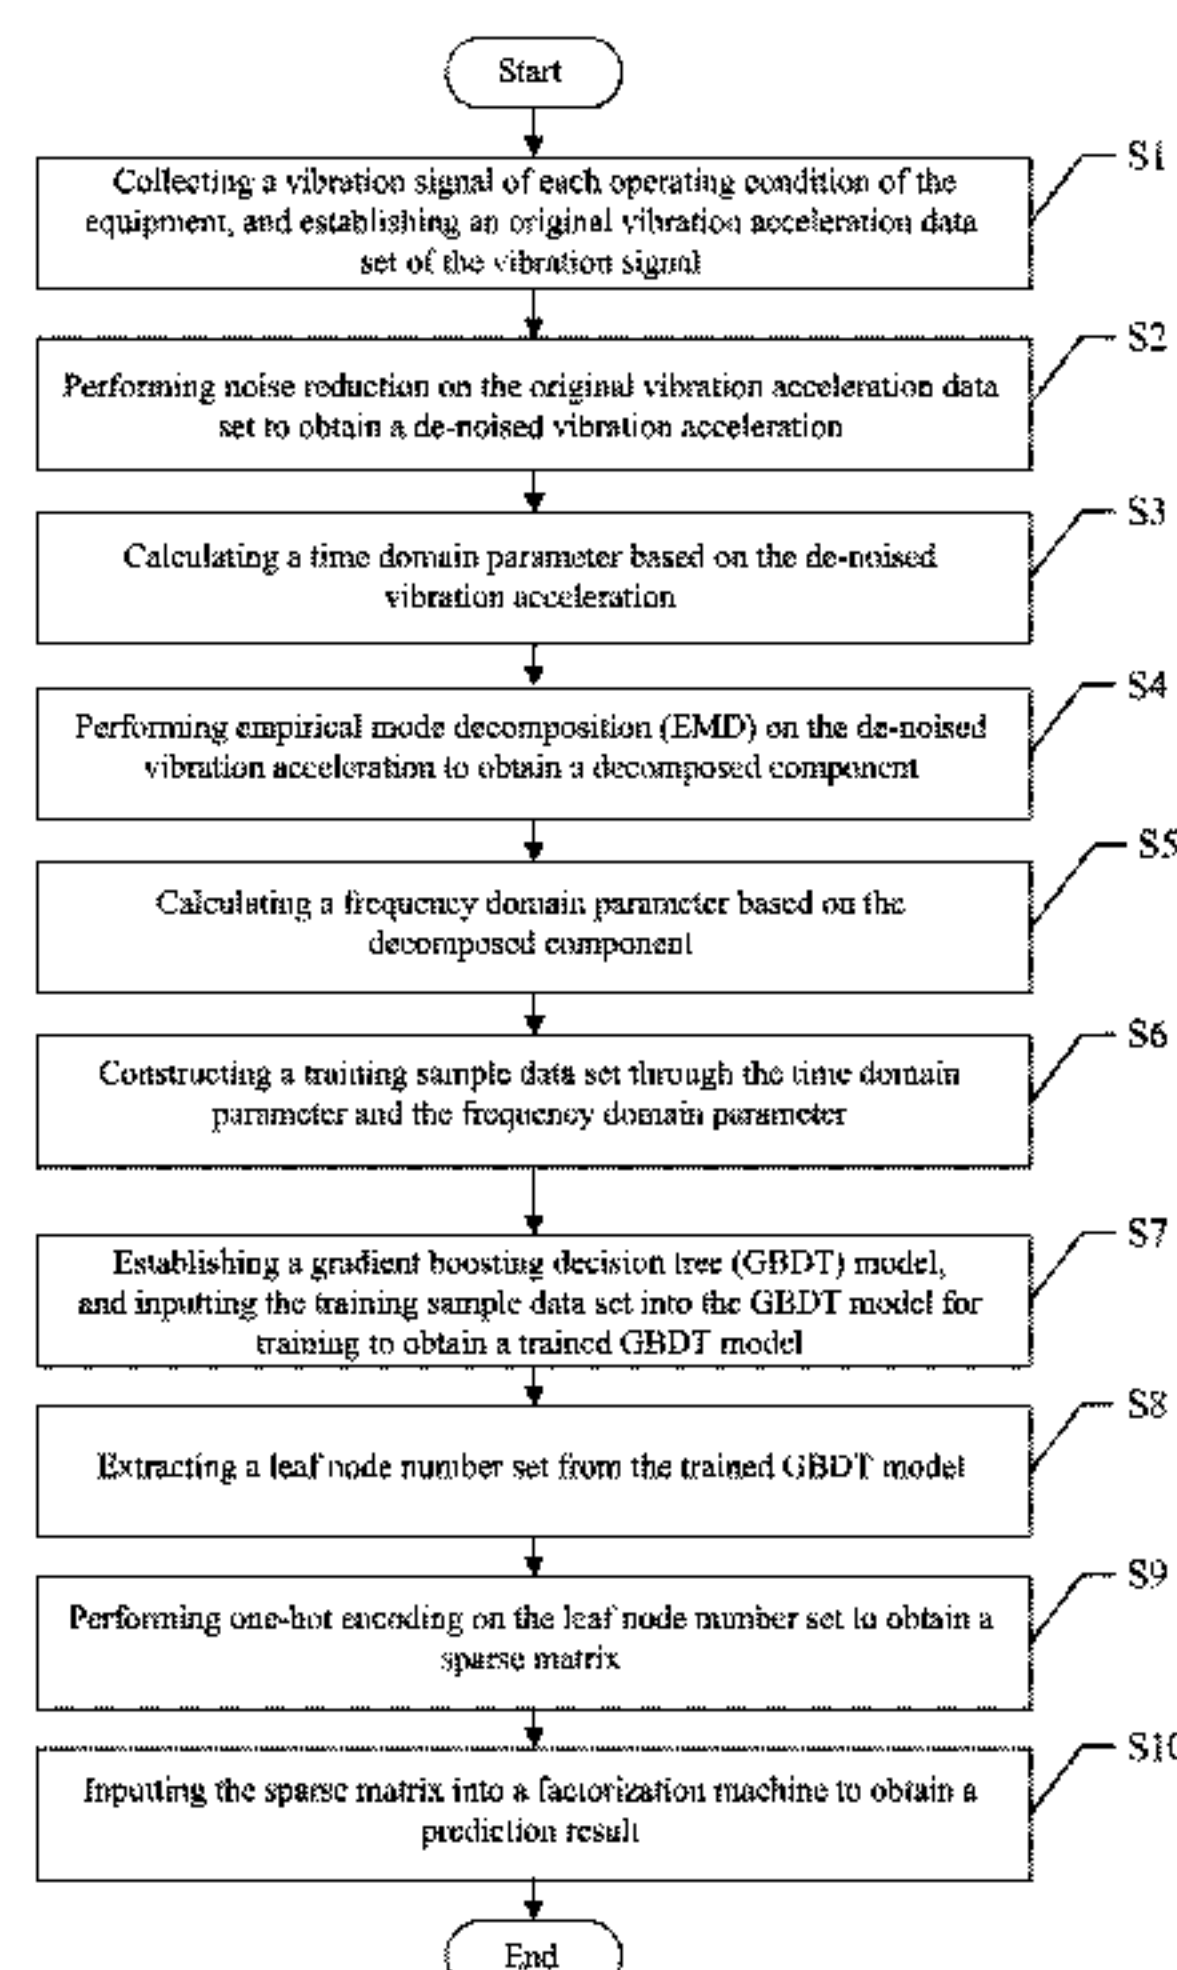 Start
S1
Collecting a vibration signal of each operating condition of the
equipment, and establishing an original vibration acceleration data
set of the vibration signal
S2
Performing noise reduction on the original vibration acceleration data
set to obtain a de-noised vibration acceleration
S3
Calculating a time domain parameter based on the de-noised
vibration acceleration
S4
Performing empirical mode decomposition (EMD) on the de-noised
vibration acceleration to obtain a decomposed component
S5
Calculating a frequency domain parameter based on the
decomposed component
S6
Constructing a training sample data set through the time domain
parameter and the frequency domain parameter
S7
Establishing a gradient boosting decision tree (GBDT) model,
and inputting the training sample data set into the GBDT model for
training to obtain a trained GBDT model
S8
Extracting a leaf node number set from the trained GBDT model
S9
Performing one-hot encoding on the leaf node number set to obtain a
sparse matrix
S10
Inputting the sparse matrix into a factorization machine to obtain a
prediction result
End